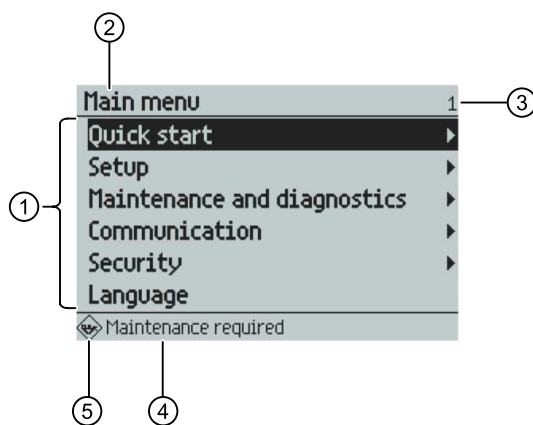 2
Main menu 1 3
Quick start
Setup
1
Maintenance and diagnostics
Communication
Security
Language
Maintenance required
5 4